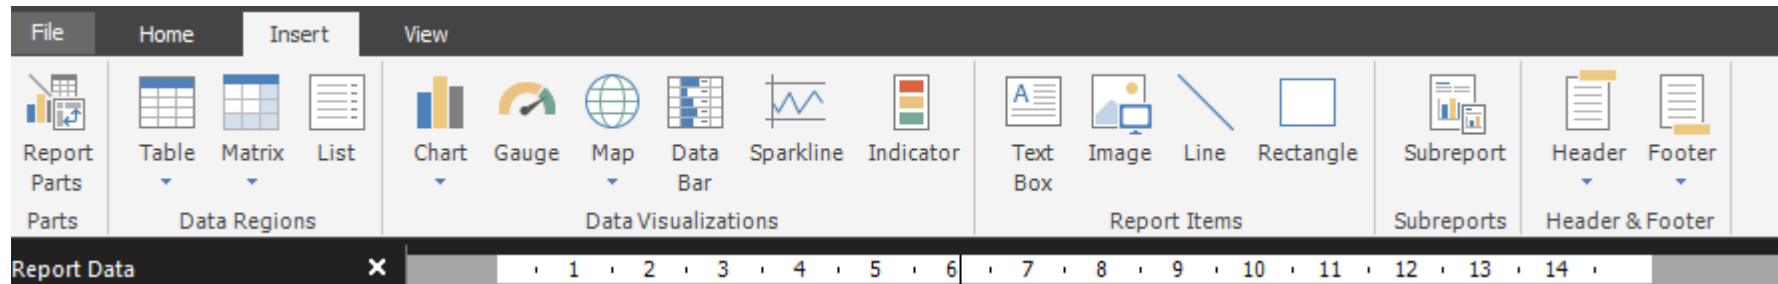 File Home Insert View
Report Parts Table Matrix List Chart Gauge Map Data Bar Sparkline Indicator Text Box Image Line Rectangle Subreport Header Footer
Parts Data Regions Data Visualizations Report Items Subreports Header & Footer
Report Data 1 2 3 4 5 6 7 8 9 10 11 12 13 14